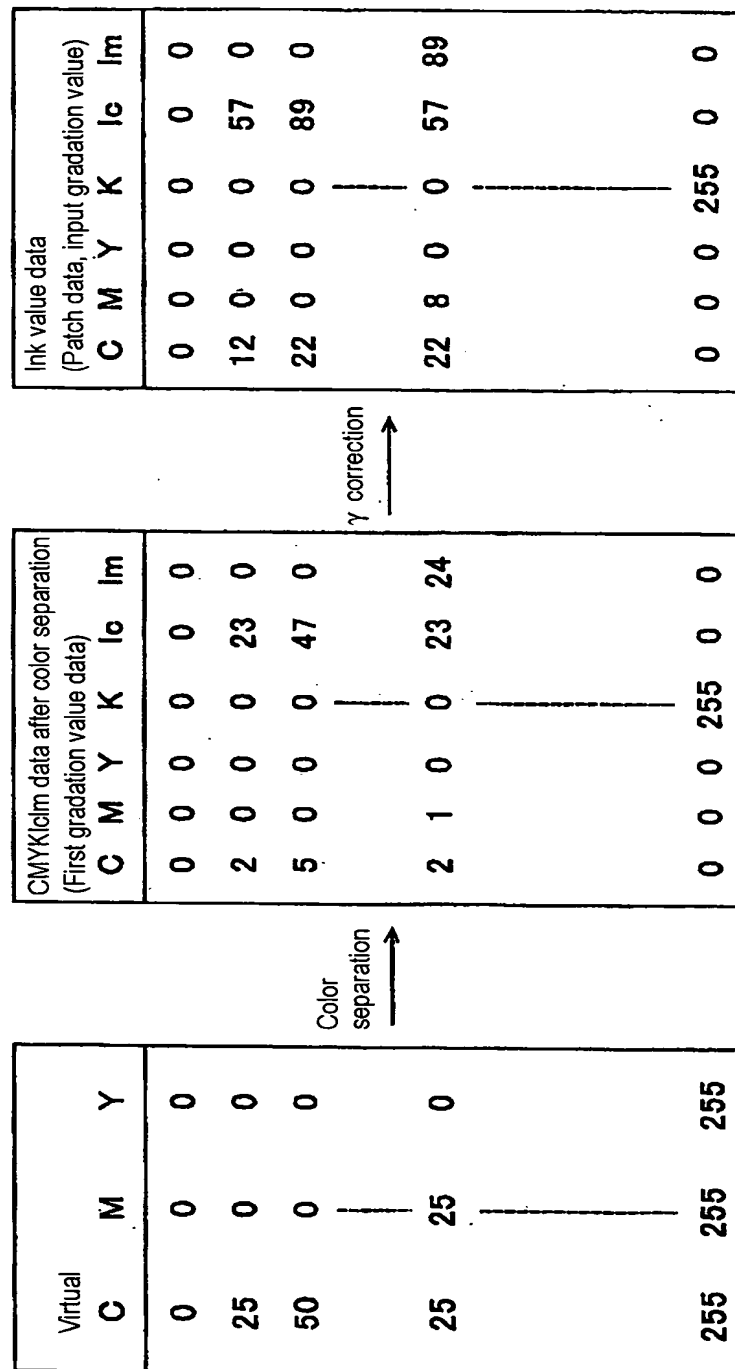 Virtual
C M Y
0 0 0
25 0 0
50 0 0
25 25 0
255 255 255
Color
separation
CMYKlclm data after color separation
(First gradation value data)
C M Y K lc lm
0 0 0 0 0 0
2 0 0 0 23 0
5 0 0 0 47 0
2 1 0 0 23 24
0 0 0 255 0 0
γ correction
Ink value data
(Patch data, input gradation value)
C M Y K lc lm
0 0 0 0 0 0
12 0 0 0 57 0
22 0 0 0 89 0
22 8 0 0 57 89
0 0 0 255 0 0